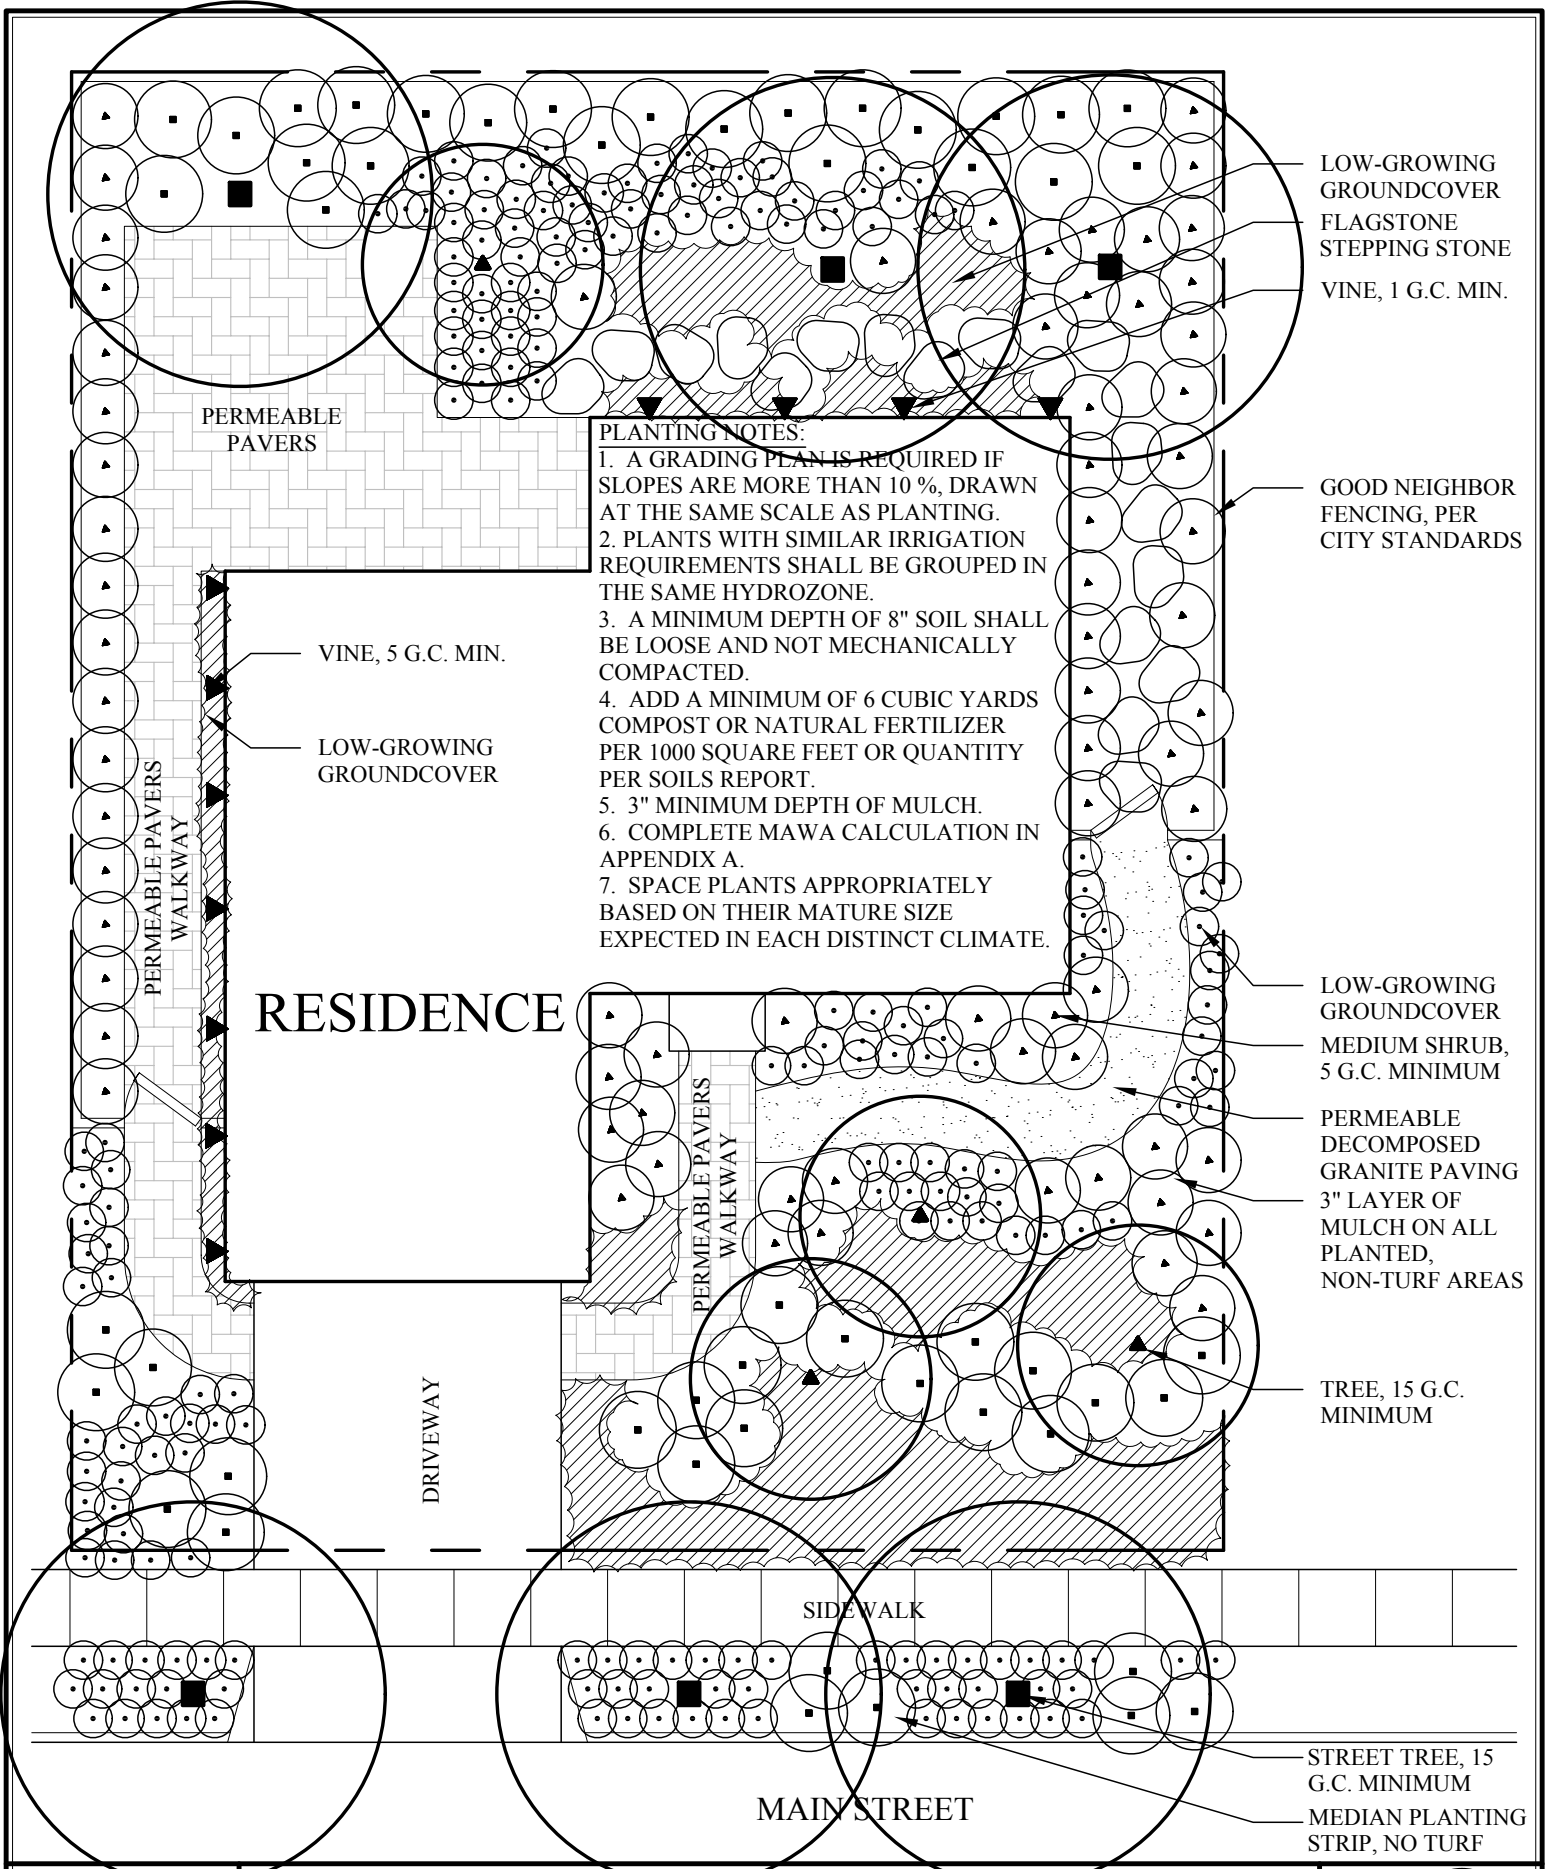 LOW-GROWING
GROUNDCOVER
FLAGSTONE
STEPPING STONE
VINE, 1 G.C. MIN.
PERMEABLE
PAVERS
PLANTING NOTES:
1. A GRADING PLAN IS REQUIRED IF
SLOPES ARE MORE THAN 10 %, DRAWN
AT THE SAME SCALE AS PLANTING.
2. PLANTS WITH SIMILAR IRRIGATION
REQUIREMENTS SHALL BE GROUPED IN
THE SAME HYDROZONE.
3. A MINIMUM DEPTH OF 8" SOIL SHALL
BE LOOSE AND NOT MECHANICALLY
COMPACTED.
4. ADD A MINIMUM OF 6 CUBIC YARDS
COMPOST OR NATURAL FERTILIZER
PER 1000 SQUARE FEET OR QUANTITY
PER SOILS REPORT.
5. 3" MINIMUM DEPTH OF MULCH.
6. COMPLETE MAWA CALCULATION IN
APPENDIX A.
7. SPACE PLANTS APPROPRIATELY
BASED ON THEIR MATURE SIZE
EXPECTED IN EACH DISTINCT CLIMATE.
GOOD NEIGHBOR
FENCING, PER
CITY STANDARDS
VINE, 5 G.C. MIN.
LOW-GROWING
GROUNDCOVER
PERMEABLE PAVERS
WALKWAY
RESIDENCE
LOW-GROWING
GROUNDCOVER
MEDIUM SHRUB,
5 G.C. MINIMUM
PERMEABLE
DECOMPOSED
GRANITE PAVING
3" LAYER OF
MULCH ON ALL
PLANTED,
NON-TURF AREAS
PERMEABLE PAVERS
WALKWAY
TREE, 15 G.C.
MINIMUM
DRIVEWAY
SIDEWALK
STREET TREE, 15
G.C. MINIMUM
MAIN STREET
MEDIAN PLANTING
STRIP, NO TURF